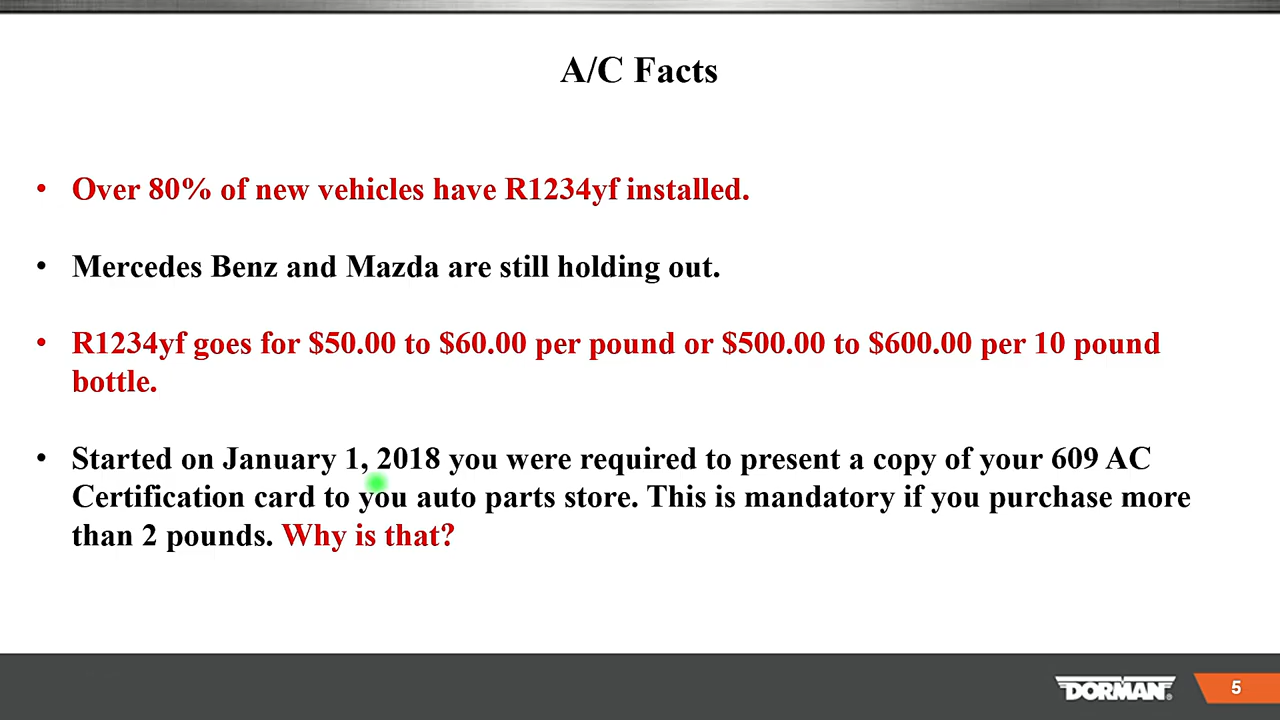 A/C Facts
• Over 80% of new vehicles have R1234yf installed.
• Mercedes Benz and Mazda are still holding out.
• R1234yf goes for $50.00 to $60.00 per pound or $500.00 to $600.00 per 10 pound
bottle.
• Started on January 1, 2018 you were required to present a copy of your 609 AC
Certification card to you auto parts store. This is mandatory if you purchase more
than 2 pounds. Why is that?
DORMAN®
5